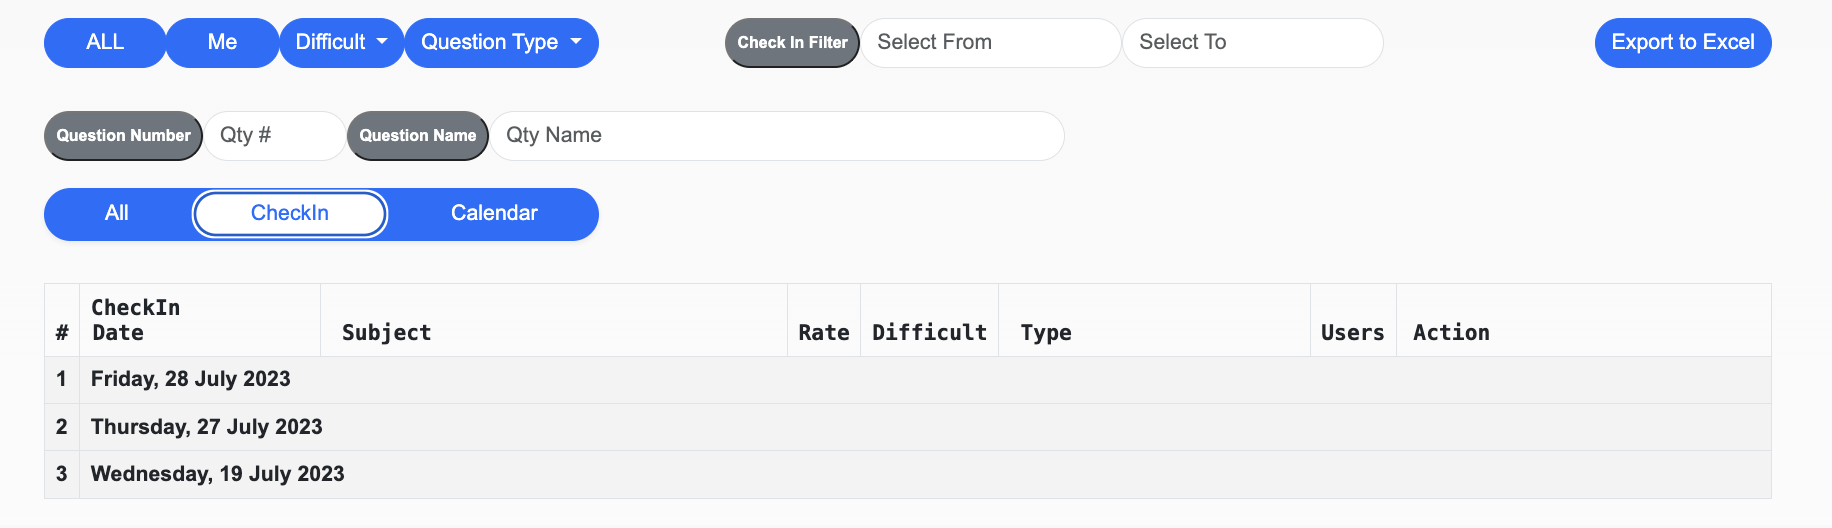 ALL Me Difficult Question Type Check In Filter Select From Select To Export to Excel
Question Number Qty # Question Name Qty Name
All CheckIn Calendar
CheckIn
# Date Subject Rate Difficult Type Users Action
1 Friday, 28 July 2023
2 Thursday, 27 July 2023
3 Wednesday, 19 July 2023